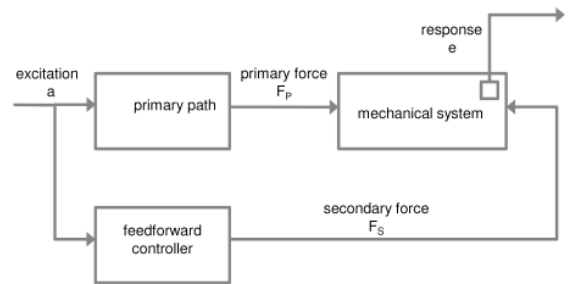 response
e
excitation
a
primary force
F_P
primary path
mechanical system
secondary force
F_S
feedforward
controller